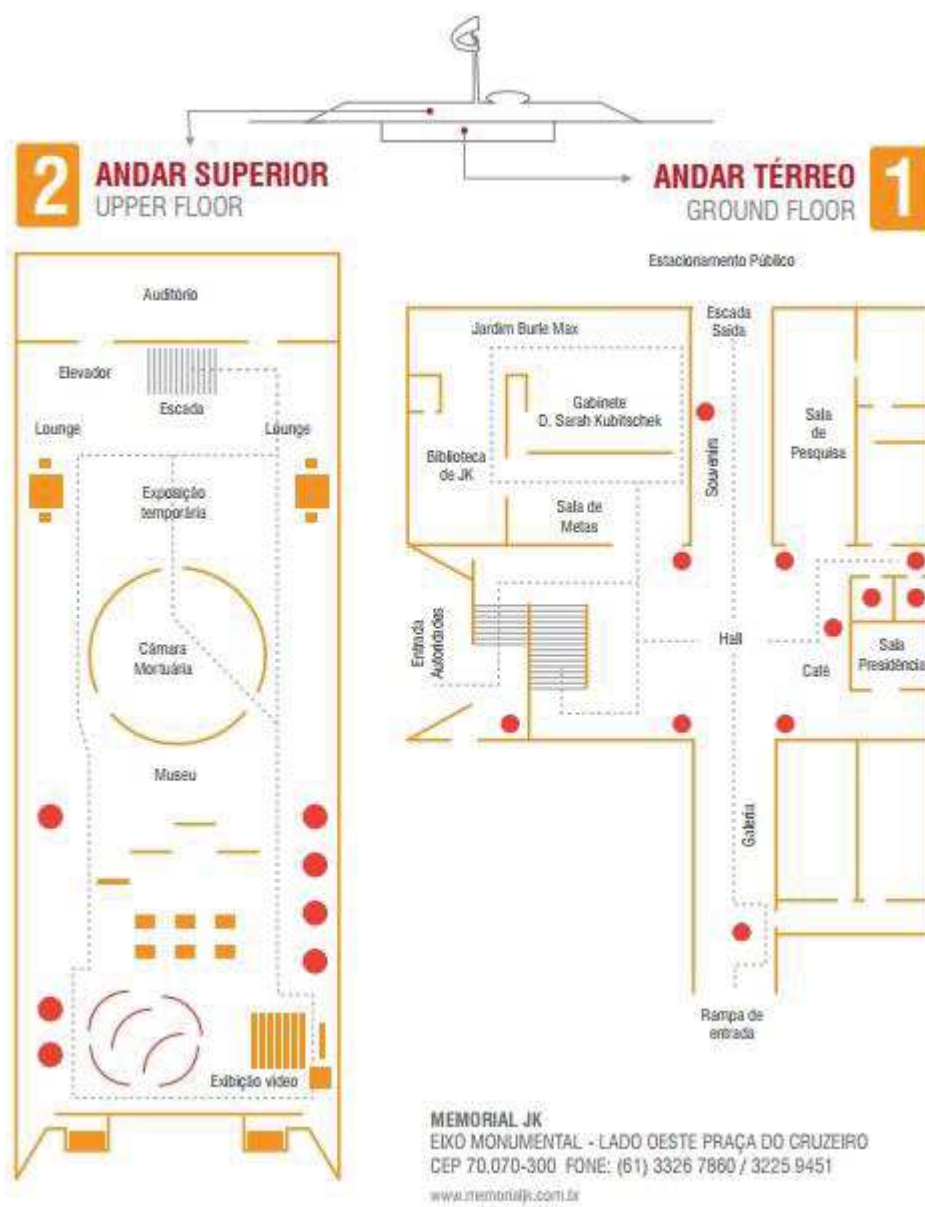 2
ANDAR SUPERIOR
UPPER FLOOR
ANDAR TÉRREO
GROUND FLOOR
1
Auditório
Elevador
Escada
Lounge
Lounge
Exposição
temporária
Câmara
Mortuária
Museu
Exibição vídeo
Estacionamento Público
Escada
Saída
Jardim Burle Max
Gabinete
D. Sarah Kubitschek
Biblioteca
de JK
Sala de
Metas
Souvenirs
Sala
de
Pesquisa
Entrada
Autoridades
Hall
Café
Sala
Presidência
Galeria
Rampa de
entrada
MEMORIAL JK
EIXO MONUMENTAL - LADO OESTE PRAÇA DO CRUZEIRO
CEP 70.070-300 FONE: (61) 3326 7860 / 3225.9451
www.memorialjk.com.br